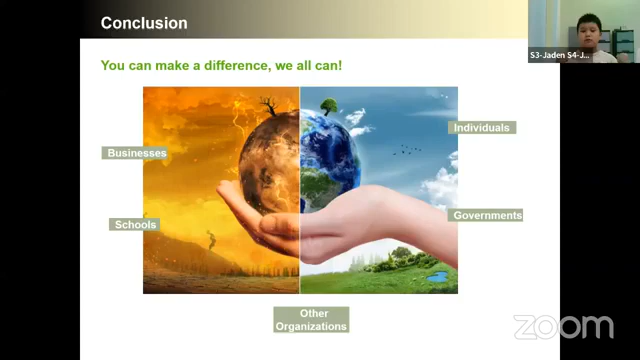 Conclusion
S3-Jaden S4-J...
You can make a difference, we all can!
Individuals
Businesses
Governments
Schools
Other
Organizations
zoom